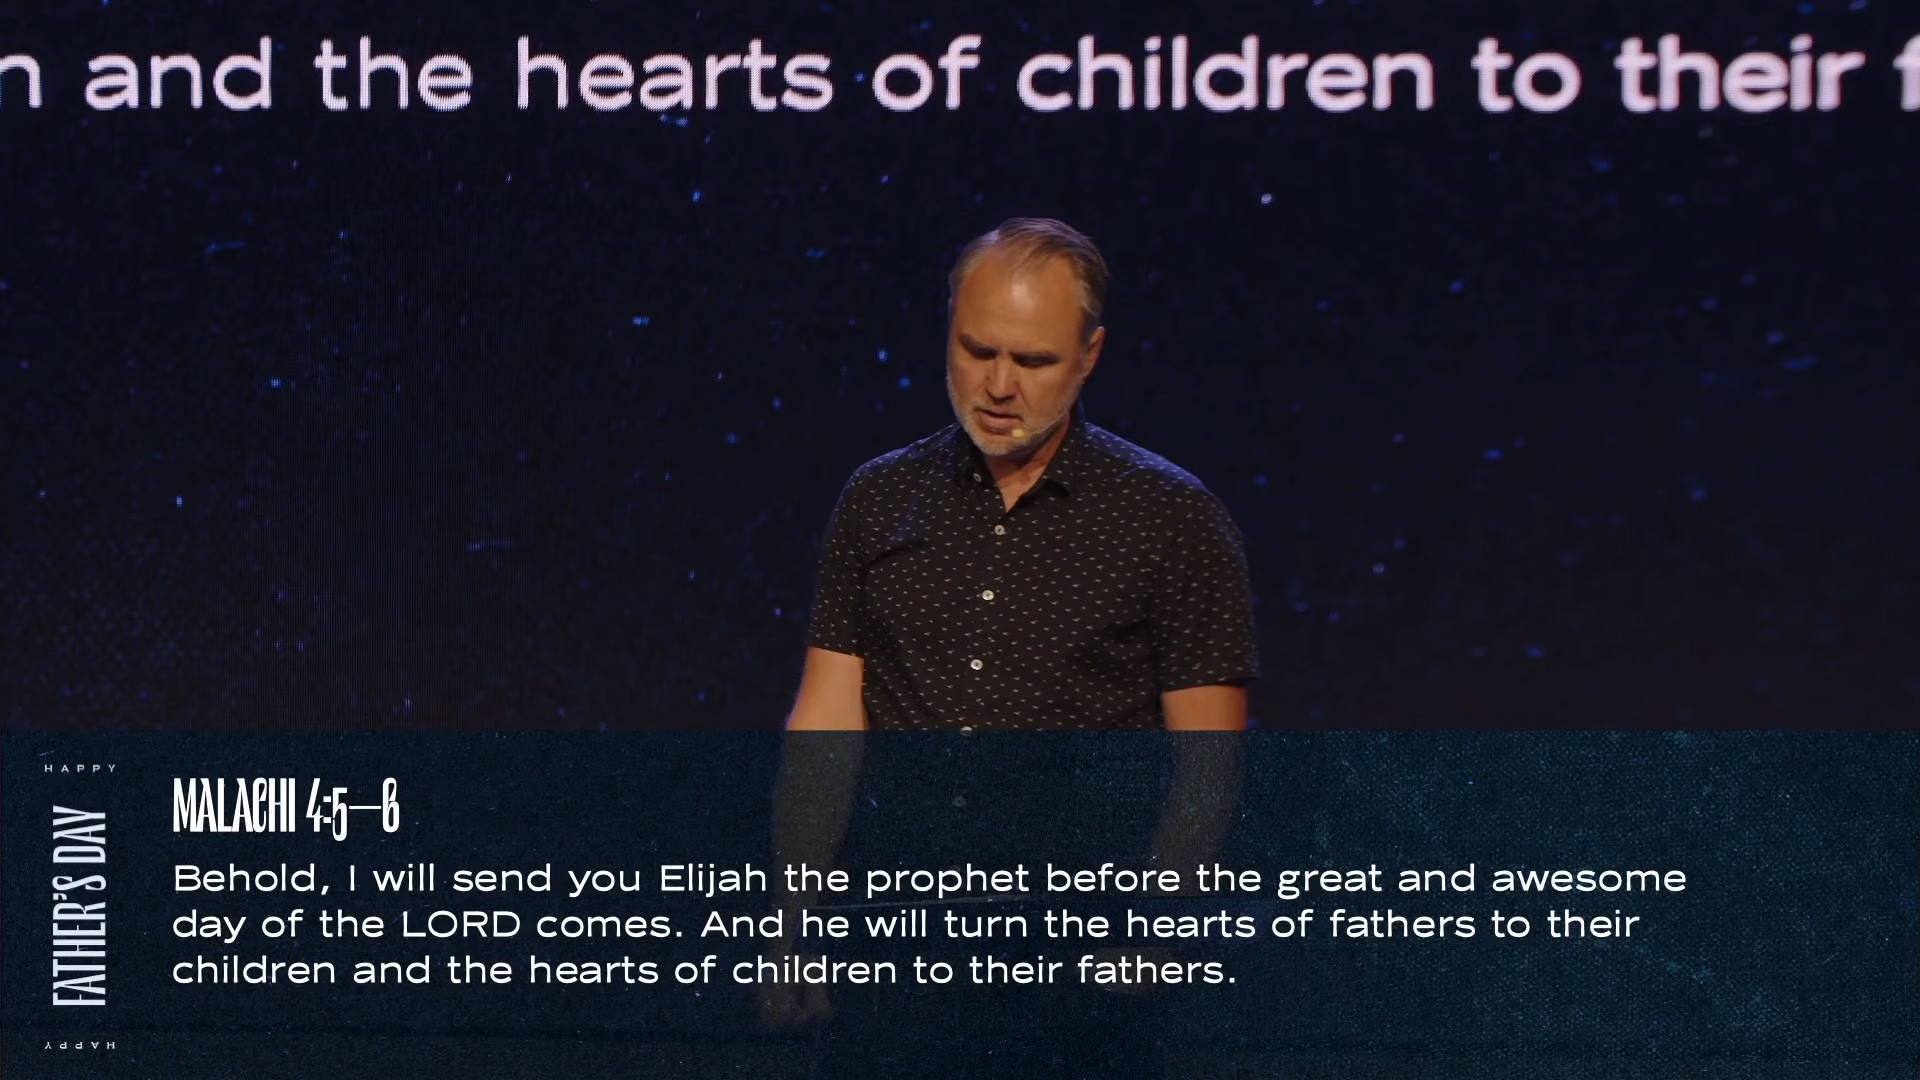 and the hearts of children to their
HAPPY
FATHER'S DAY
HAPPY
MALACHI 4:5—6
Behold, I will send you Elijah the prophet before the great and awesome
day of the LORD comes. And he will turn the hearts of fathers to their
children and the hearts of children to their fathers.